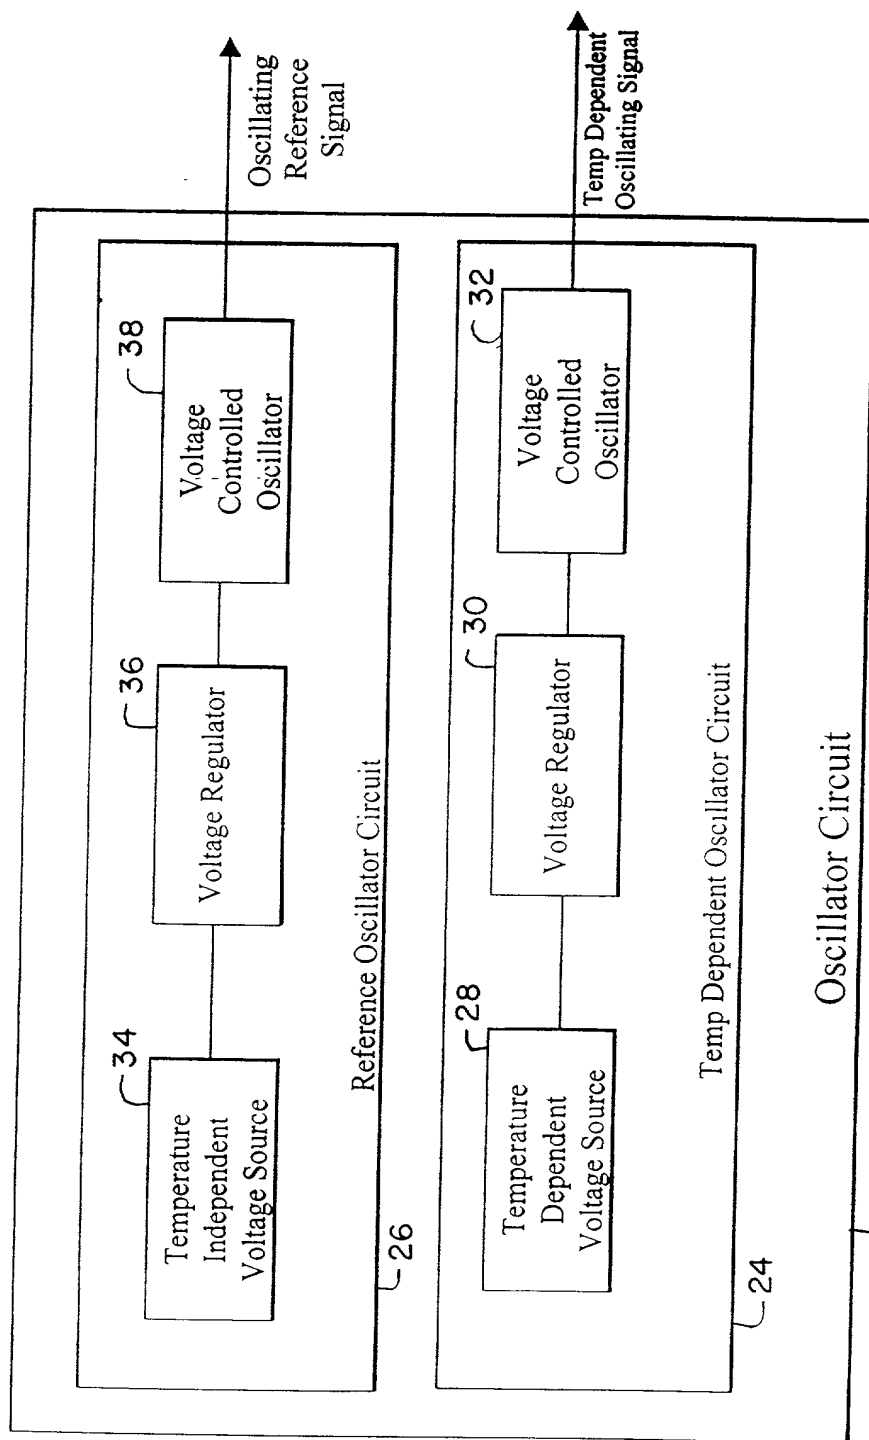 Oscillating
Reference
Signal
38
Voltage
Controlled
Oscillator
36
Voltage Regulator
34
Temperature
Independent
Voltage Source
Reference Oscillator Circuit
26
Temp Dependent
Oscillating Signal
32
Voltage
Controlled
Oscillator
30
Voltage Regulator
28
Temperature
Dependent
Voltage Source
Temp Dependent Oscillator Circuit
24
Oscillator Circuit